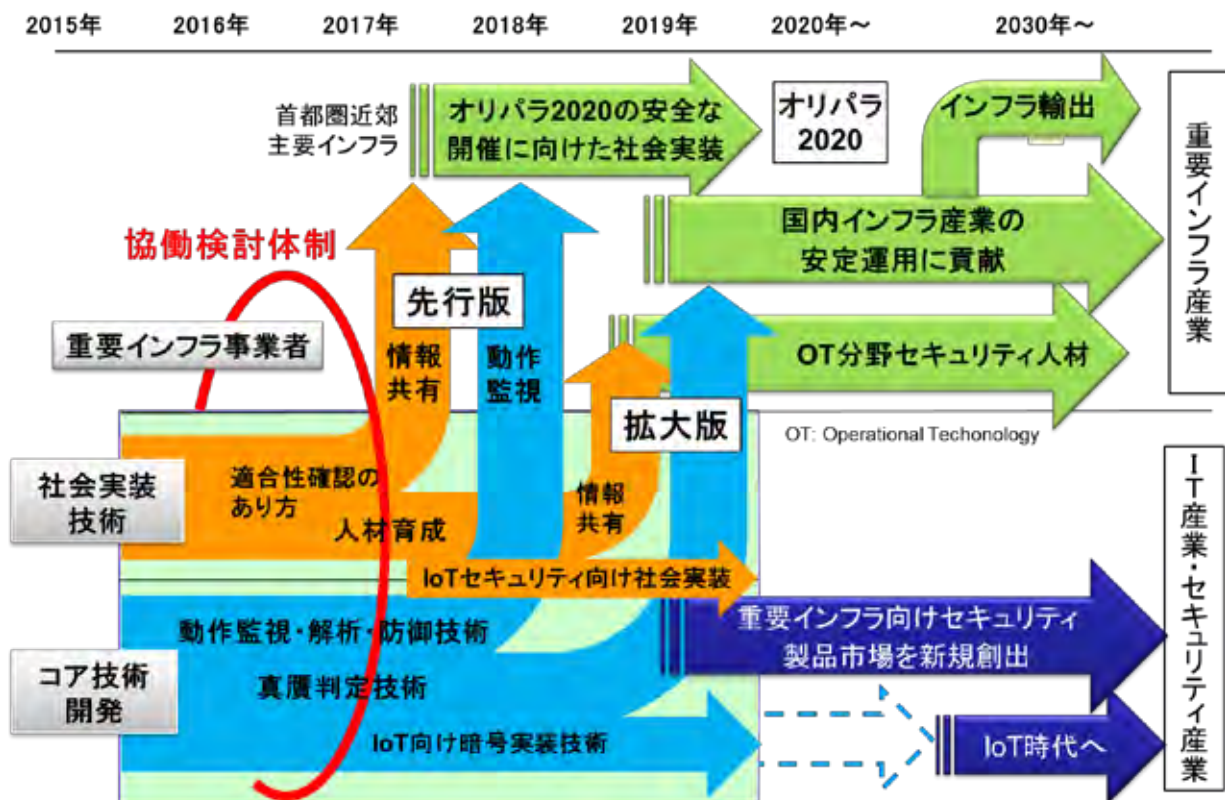 2015年 2016年 2017年 2018年 2019年 2020年~ 2030年~
首都圏近郊
主要インフラ
オリパラ2020の安全な
開催に向けた社会実装
オリパラ
2020
インフラ輸出
重要インフラ産業
国内インフラ産業の
安定運用に貢献
協働検討体制
先行版
重要インフラ事業者
情報
共有
動作
監視
OT分野セキュリティ人材
拡大版
OT: Operational Techonology
社会実装
技術
適合性確認の
あり方
人材育成
情報
共有
IoTセキュリティ向け社会実装
IT産業・セキュリティ産業
動作監視・解析・防御技術
重要インフラ向けセキュリティ
製品市場を新規創出
コア技術
開発
真贋判定技術
IoT向け暗号実装技術
IoT時代へ